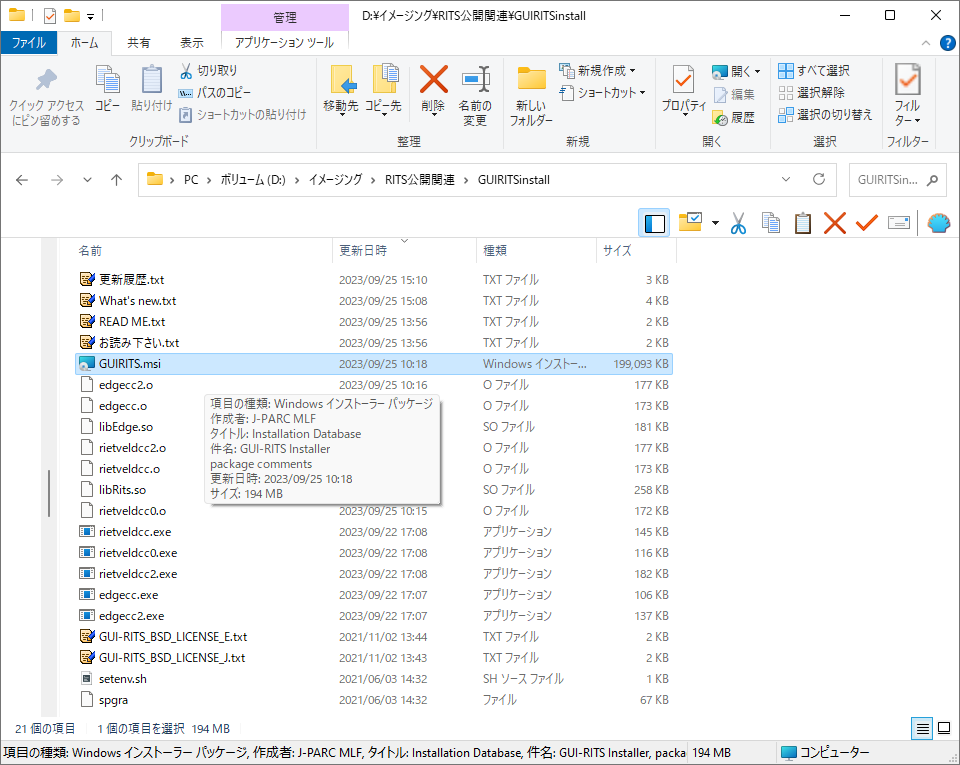 管理
D:¥イメージング¥RITS公開関連¥GUIRITSinstall
ファイル ホーム 共有 表示 アプリケーション ツール
クイック アクセス
にピン留めする
コピー
貼り付け
切り取り
パスのコピー
ショートカットの貼り付け
クリップボード
移動先
コピー先
削除
名前の
変更
整理
新しい
フォルダー
新規作成
ショートカット
新規
プロパティ
開く
編集
履歴
開く
すべて選択
選択解除
選択の切り替え
選択
フィル
ター
フィルター
PC › ボリューム (D:) › イメージング › RITS公開関連 › GUIRITSinstall
GUIRITSin...
名前 更新日時 種類 サイズ
更新履歴.txt 2023/09/25 15:10 TXT ファイル 3 KB
What's new.txt 2023/09/25 15:08 TXT ファイル 4 KB
READ ME.txt 2023/09/25 13:56 TXT ファイル 2 KB
お読み下さい.txt 2023/09/25 13:56 TXT ファイル 2 KB
GUIRITS.msi 2023/09/25 10:18 Windows インストー... 199,093 KB
edgecc2.o 2023/09/25 10:16 O ファイル 177 KB
edgecc.o O ファイル 173 KB
libEdge.so SO ファイル 181 KB
rietveldcc2.o O ファイル 177 KB
rietveldcc.o O ファイル 173 KB
libRits.so SO ファイル 258 KB
rietveldcc0.o 2023/09/25 10:15 O ファイル 172 KB
項目の種類: Windows インストーラー パッケージ
作成者: J-PARC MLF
タイトル: Installation Database
件名: GUI-RITS Installer
package comments
更新日時: 2023/09/25 10:18
サイズ: 194 MB
rietveldcc.exe 2023/09/22 17:08 アプリケーション 145 KB
rietveldcc0.exe 2023/09/22 17:08 アプリケーション 116 KB
rietveldcc2.exe 2023/09/22 17:08 アプリケーション 182 KB
edgecc.exe 2023/09/22 17:07 アプリケーション 106 KB
edgecc2.exe 2023/09/22 17:07 アプリケーション 137 KB
GUI-RITS_BSD_LICENSE_E.txt 2021/11/02 13:44 TXT ファイル 2 KB
GUI-RITS_BSD_LICENSE_J.txt 2021/11/02 13:43 TXT ファイル 2 KB
setenv.sh 2021/06/03 14:32 SH ソース ファイル 1 KB
spgra 2021/06/03 14:32 ファイル 67 KB
21 個の項目 1 個の項目を選択 194 MB
項目の種類: Windows インストーラー パッケージ, 作成者: J-PARC MLF, タイトル: Installation Database, 件名: GUI-RITS Installer, packa 194 MB コンピューター